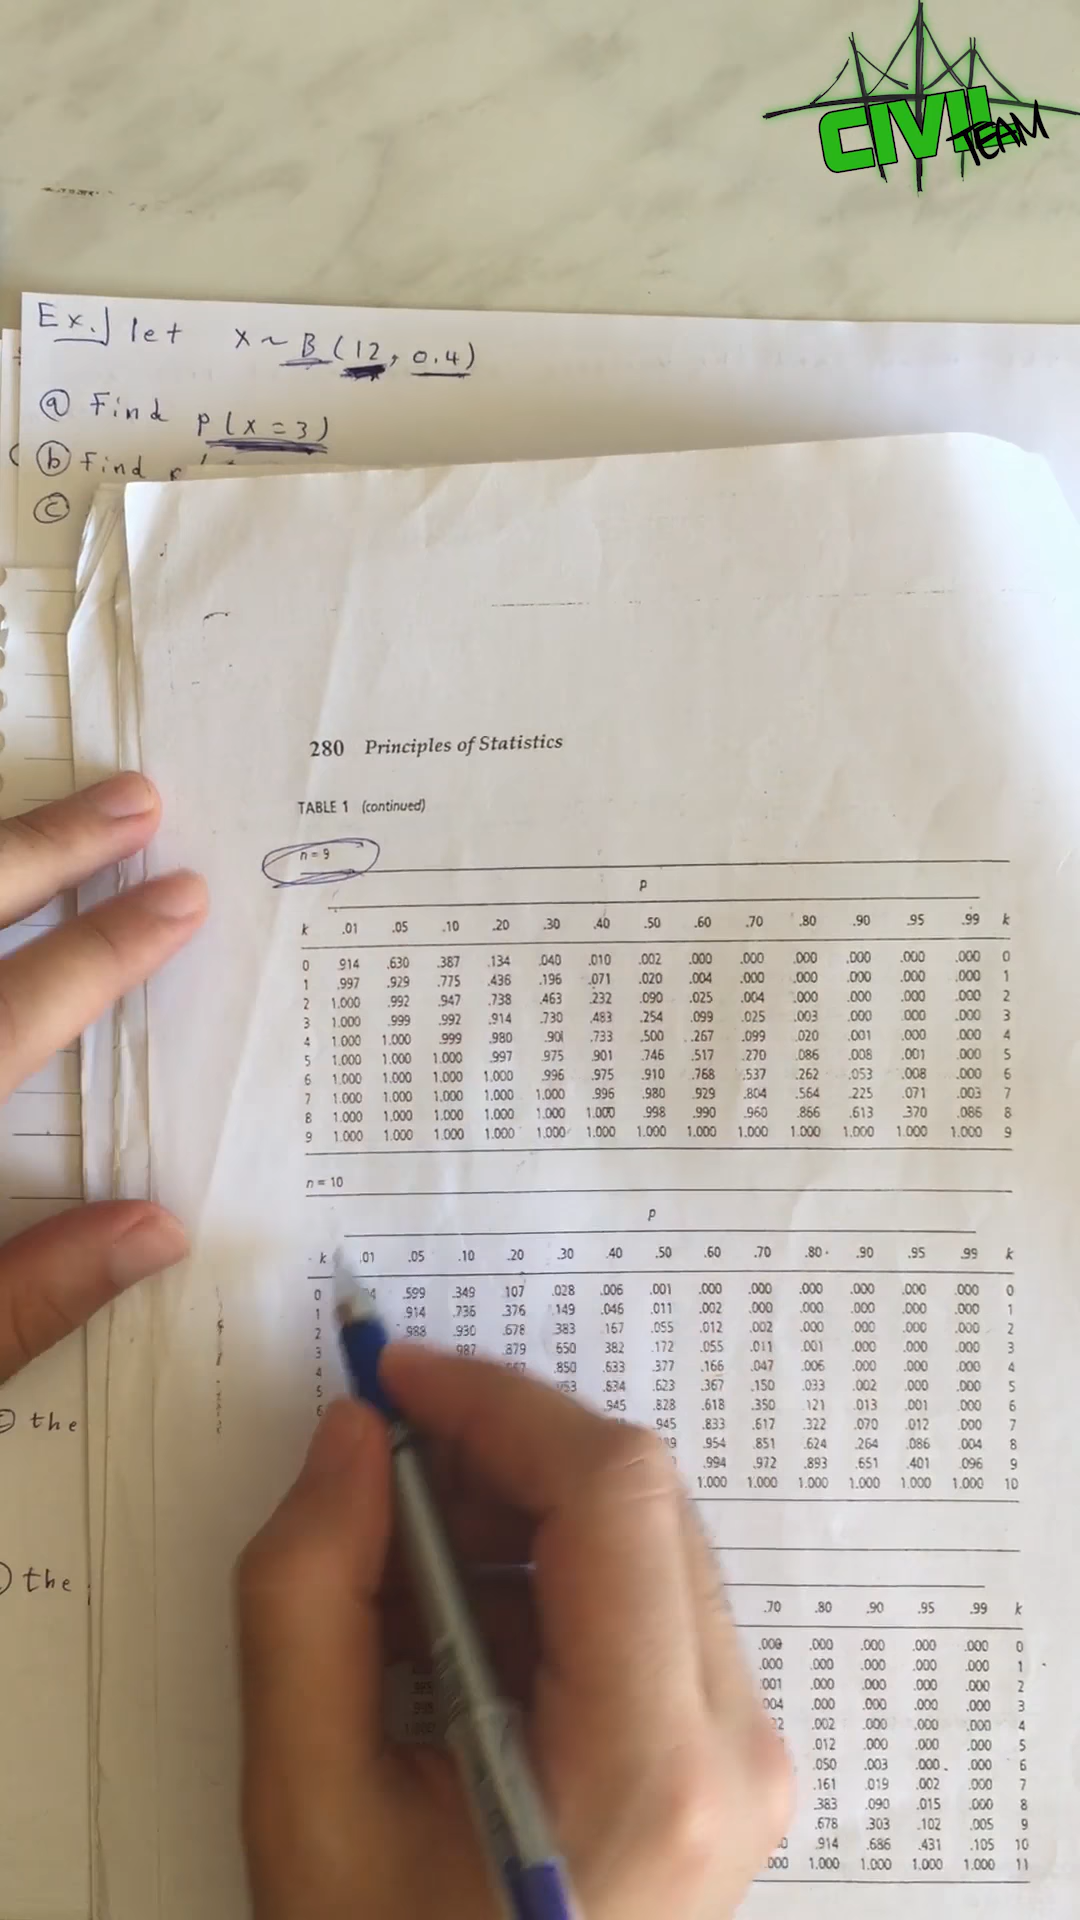 CIVIL TEAM
Ex. let x ~ B (12, 0.4)
(a) Find p (x = 3)
(b) Find
(c)
280 Principles of Statistics
TABLE 1 (continued)
n = 9
p
k .01 .05 .10 .20 .30 .40 .50 .60 .70 .80 .90 .95 .99 k
0 .914 .630 .387 .134 .040 .010 .002 .000 .000 .000 .000 .000 .000 0
1 .997 .929 .775 .436 .196 .071 .020 .004 .000 .000 .000 .000 .000 1
2 1.000 .992 .947 .738 .463 .232 .090 .025 .004 .000 .000 .000 .000 2
3 1.000 .999 .992 .914 .730 .483 .254 .099 .025 .003 .000 .000 .000 3
4 1.000 1.000 .999 .980 .901 .733 .500 .267 .099 .020 .001 .000 .000 4
5 1.000 1.000 1.000 .997 .975 .901 .746 .517 .270 .086 .008 .001 .000 5
6 1.000 1.000 1.000 1.000 .996 .975 .910 .768 .537 .262 .053 .008 .000 6
7 1.000 1.000 1.000 1.000 1.000 .996 .980 .929 .804 .564 .225 .071 .003 7
8 1.000 1.000 1.000 1.000 1.000 1.000 .998 .990 .960 .866 .613 .370 .086 8
9 1.000 1.000 1.000 1.000 1.000 1.000 1.000 1.000 1.000 1.000 1.000 1.000 1.000 9
n = 10
p
k .01 .05 .10 .20 .30 .40 .50 .60 .70 .80 .90 .95 .99 k
0 .599 .349 .107 .028 .006 .001 .000 .000 .000 .000 .000 .000 0
1 .914 .736 .376 .149 .046 .011 .002 .000 .000 .000 .000 .000 1
2 .988 .930 .678 .383 .167 .055 .012 .002 .000 .000 .000 .000 2
3 .987 .879 .650 .382 .172 .055 .011 .001 .000 .000 .000 3
4 .850 .633 .377 .166 .047 .006 .000 .000 .000 4
5 .834 .623 .367 .150 .033 .002 .000 .000 5
6 .945 .828 .618 .350 .121 .013 .001 .000 6
.945 .833 .617 .322 .070 .012 .000 7
.954 .851 .624 .264 .086 .004 8
.994 .972 .893 .651 .401 .096 9
1.000 1.000 1.000 1.000 1.000 1.000 10
.70 .80 .90 .95 .99 k
.000 .000 .000 .000 .000 0
.000 .000 .000 .000 .000 1
.001 .000 .000 .000 .000 2
.004 .000 .000 .000 .000 3
.002 .000 .000 .000 4
.012 .000 .000 .000 5
.050 .003 .000 .000 6
.161 .019 .002 .000 7
.383 .090 .015 .000 8
.678 .303 .102 .005 9
.914 .686 .431 .105 10
.000 1.000 1.000 1.000 1.000 11
the
the